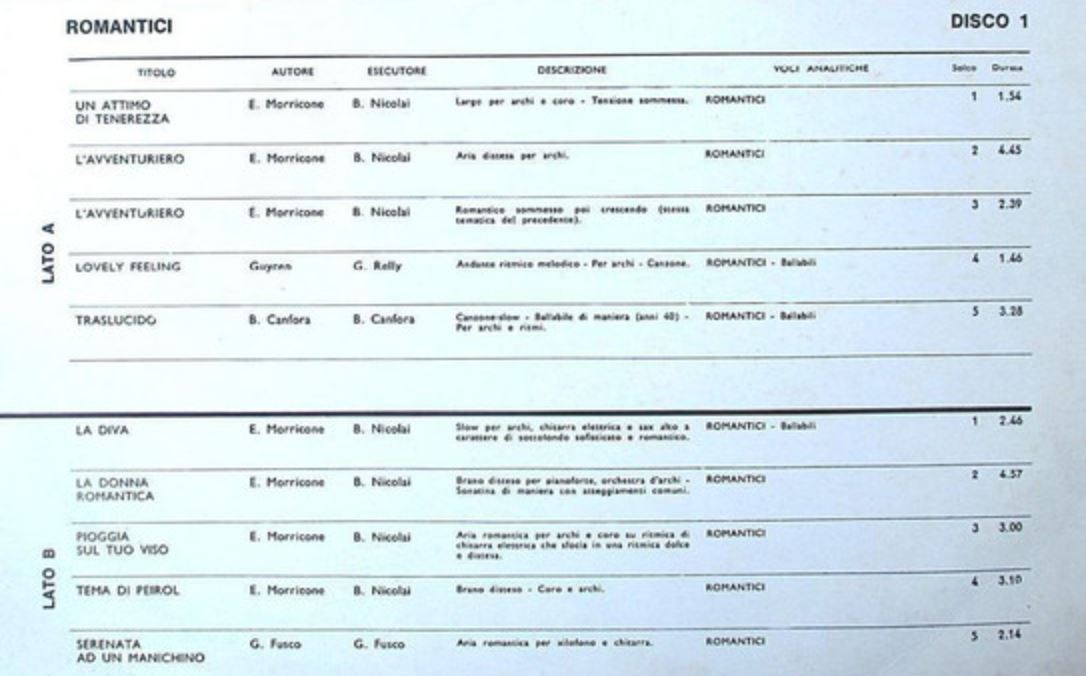 ROMANTICI DISCO 1
TITOLO AUTORE ESECUTORE DESCRIZIONE VOCI ANALITICHE Solco Durata
UN ATTIMO E. Morricone B. Nicolai Largo per archi e coro - Tensione sommessa. ROMANTICI 1 1.54
DI TENEREZZA
L'AVVENTURIERO E. Morricone B. Nicolai Aria distesa per archi. ROMANTICI 2 4.45
L'AVVENTURIERO E. Morricone B. Nicolai Romantico sommesso poi crescendo (stessa ROMANTICI 3 2.39
tematica del precedente).
LATO A
LOVELY FEELING Guycen G. Relly Andante ritmico melodico - Per archi - Canzone. ROMANTICI - Ballabili 4 1.46
TRASLUCIDO B. Canfora B. Canfora Canzone-slow - Ballabile di maniera (anni 40) - ROMANTICI - Ballabili 5 3.28
Per archi e ritmi.
LA DIVA E. Morricone B. Nicolai Slow per archi, chitarra elettrica e sax alto a ROMANTICI - Ballabili 1 2.46
carattere di sottofondo sofisticato e romantico.
LA DONNA E. Morricone B. Nicolai Brano disteso per pianoforte, orchestra d'archi - ROMANTICI 2 4.57
ROMANTICA Sonatina di maniera con atteggiamenti comuni.
PIOGGIA E. Morricone B. Nicolai Aria romantica per archi e coro su ritmica di ROMANTICI 3 3.00
SUL TUO VISO chitarra elettrica che sfocia in una ritmica dolce
e distesa.
LATO B
TEMA DI PEIROL E. Morricone B. Nicolai Brano disteso - Coro e archi. ROMANTICI 4 3.10
SERENATA G. Fusco G. Fusco Aria romantica per xilofono e chitarra. ROMANTICI 5 2.14
AD UN MANICHINO